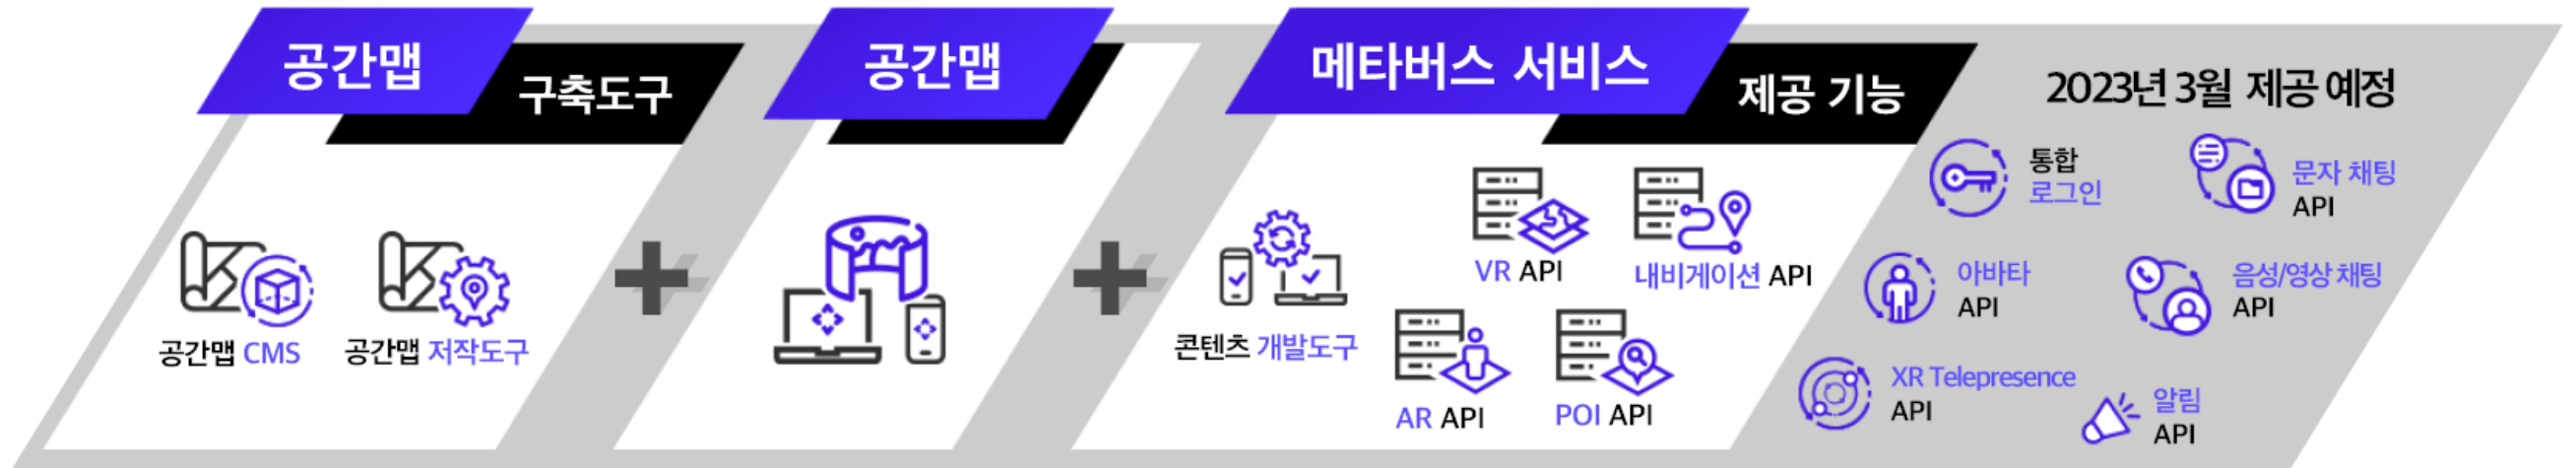 공간맵
구축도구
공간맵 CMS
공간맵 저작도구
공간맵
메타버스 서비스
제공 기능
콘텐츠 개발도구
VR API
내비게이션 API
AR API
POI API
2023년 3월 제공 예정
통합
로그인
문자 채팅
API
아바타
API
음성/영상 채팅
API
XR Telepresence
API
알림
API